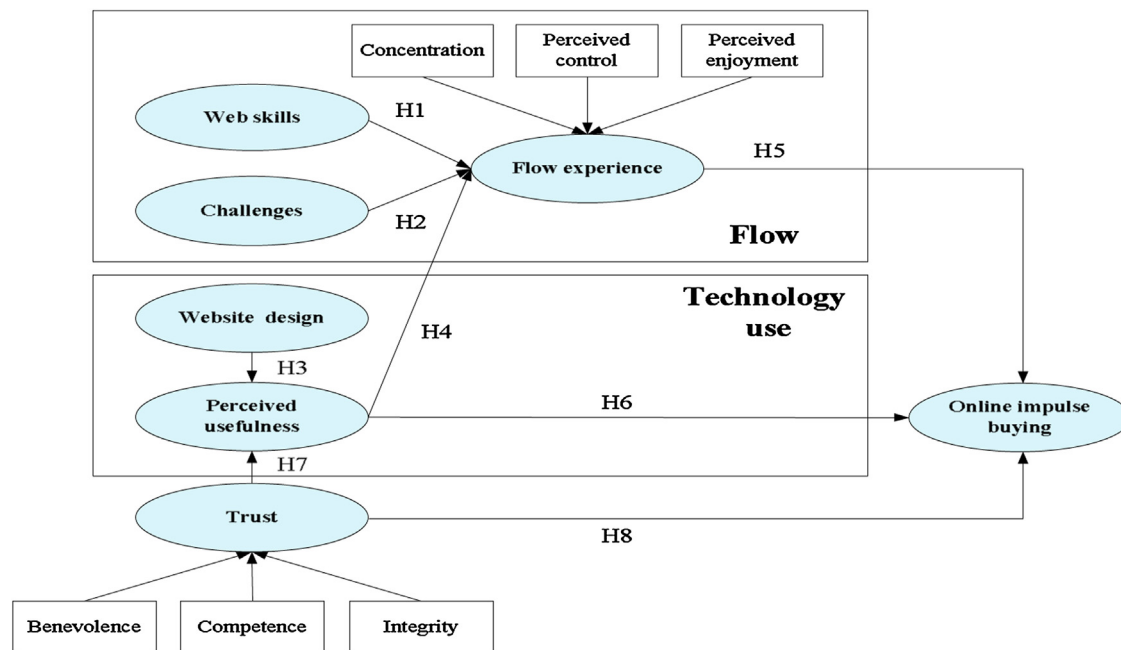 Concentration
Perceived
control
Perceived
enjoyment
Web skills
H1
Flow experience
H5
Challenges
H2
Flow
Website design
Technology
use
H3
H4
Perceived
usefulness
H6
Online impulse
buying
H7
Trust
H8
Benevolence
Competence
Integrity